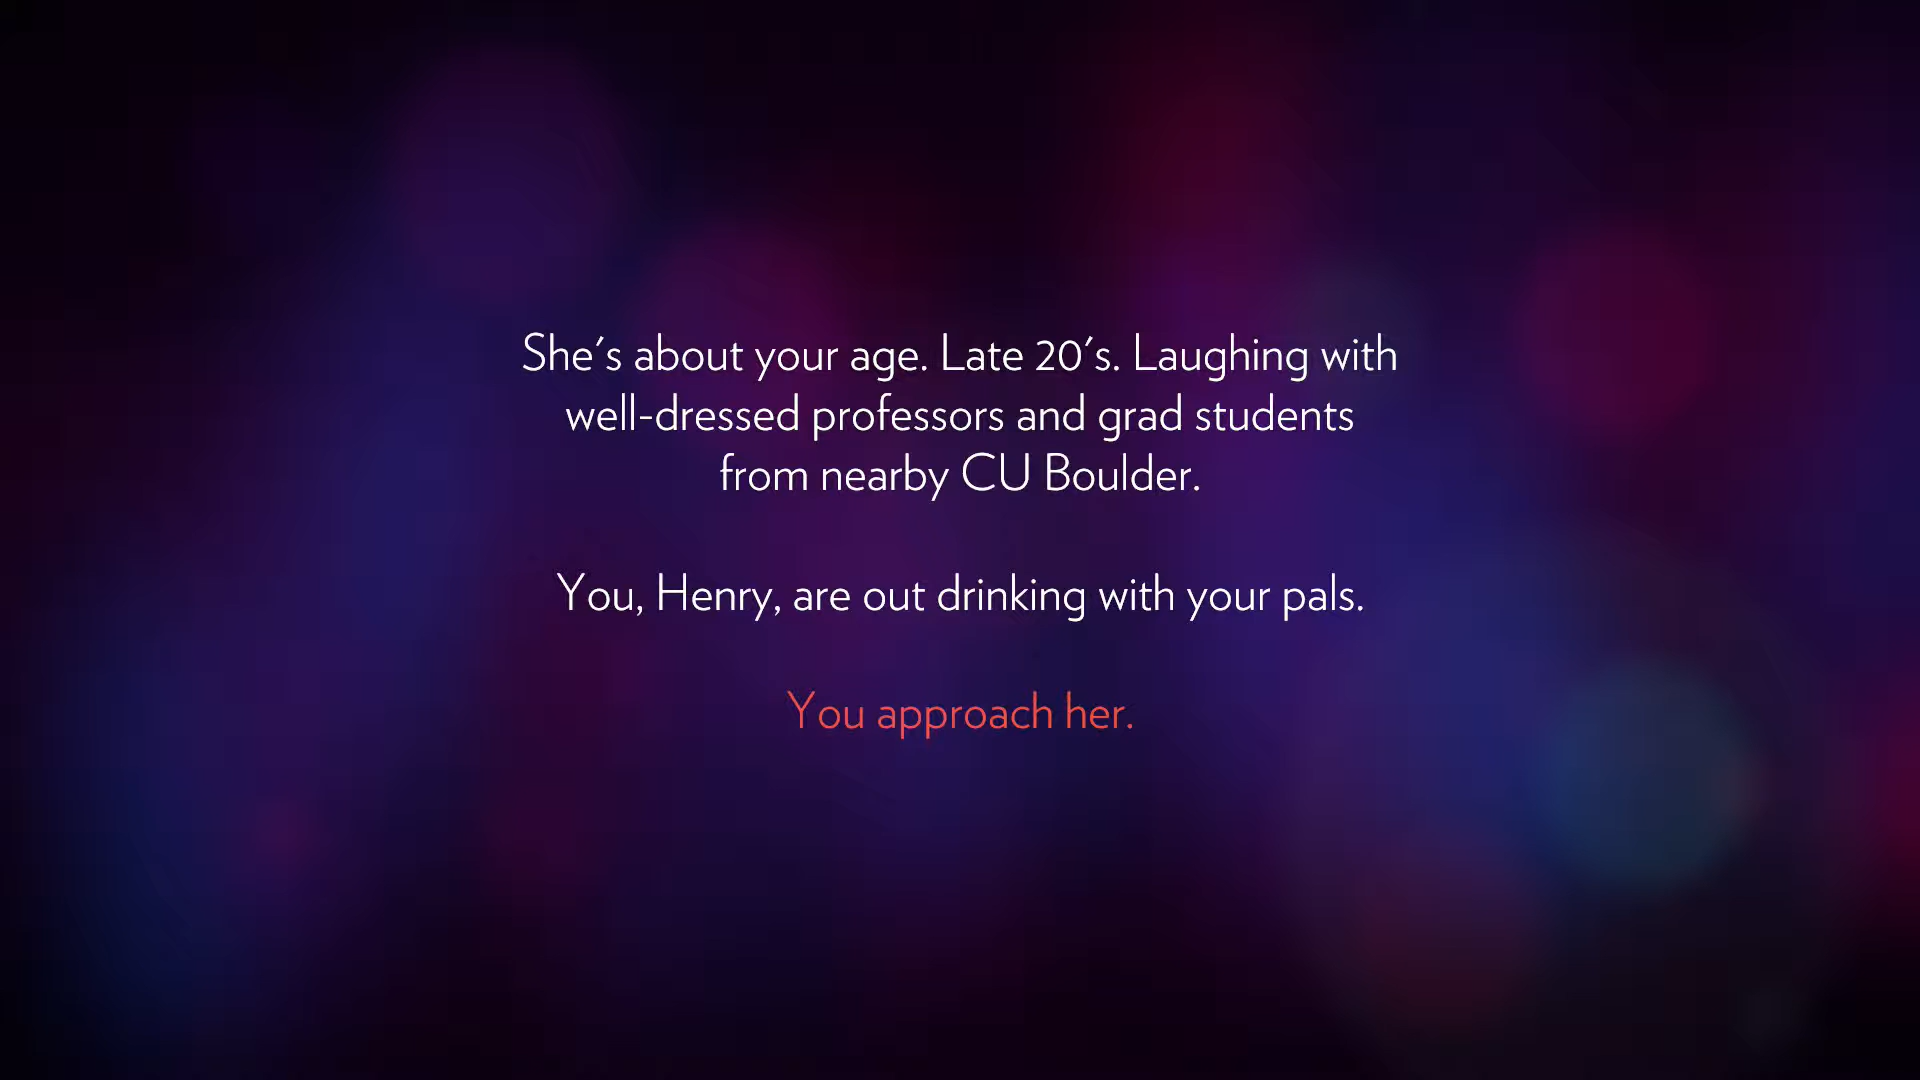 She's about your age. Late 20's. Laughing with
well-dressed professors and grad students
from nearby CU Boulder.
You, Henry, are out drinking with your pals.
You approach her.